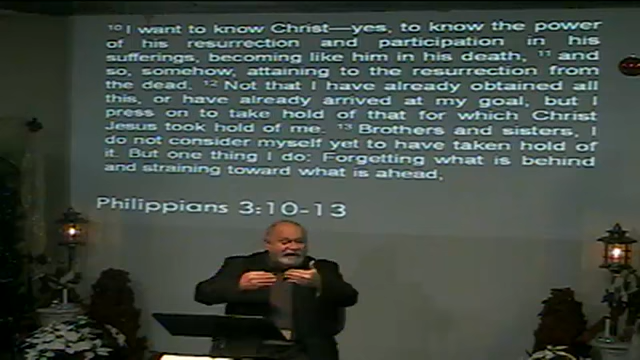 ¹⁰ I want to know Christ—yes, to know the power
of his resurrection and participation in his
sufferings, becoming like him in his death, ¹¹ and
so, somehow, attaining to the resurrection from
the dead. ¹² Not that I have already obtained all
this, or have already arrived at my goal, but I
press on to take hold of that for which Christ
Jesus took hold of me. ¹³ Brothers and sisters, I
do not consider myself yet to have taken hold of
it. But one thing I do: Forgetting what is behind
and straining toward what is ahead,
Philippians 3:10-13